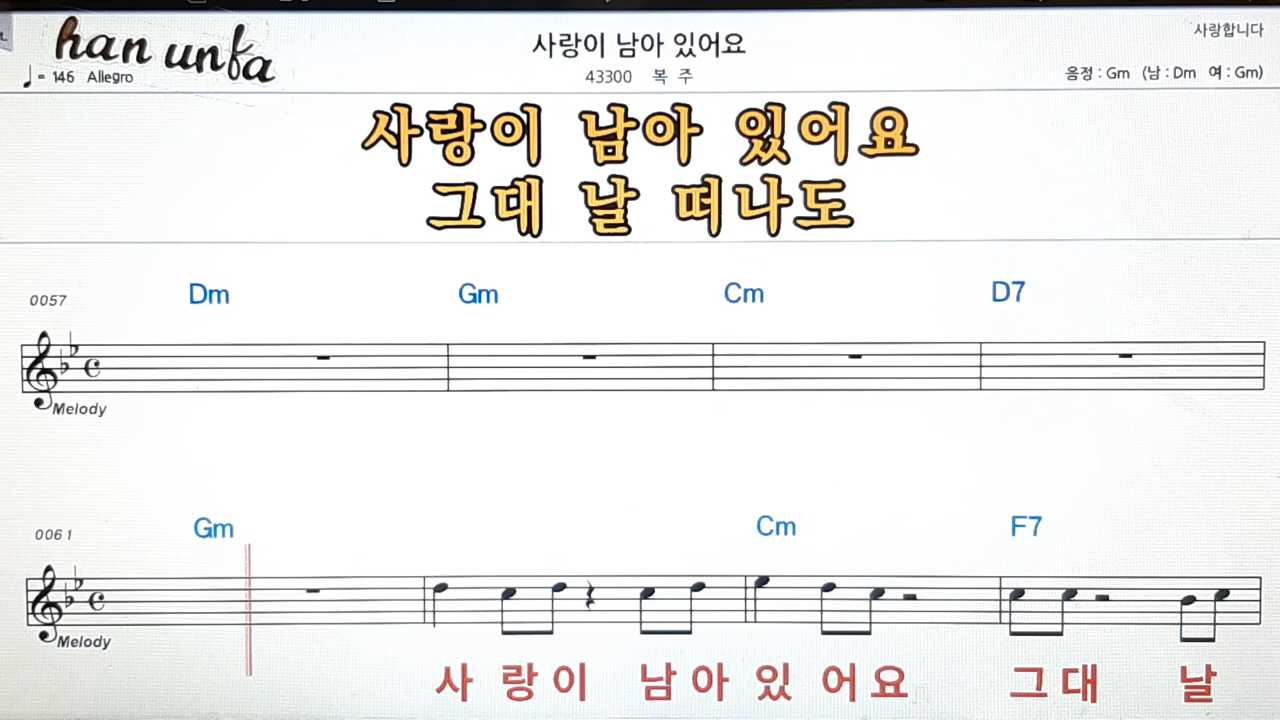 han unfa
사랑이 남아 있어요
사랑합니다
♩= 146 Allegro
43300 복 주
음정 : Gm (남 : Dm 여 : Gm)
사랑이 남아 있어요
그대 날 떠나도
0057 Dm Gm Cm D7
Melody
0061 Gm Cm F7
Melody
사 랑 이 남 아 있 어 요 그 대 날